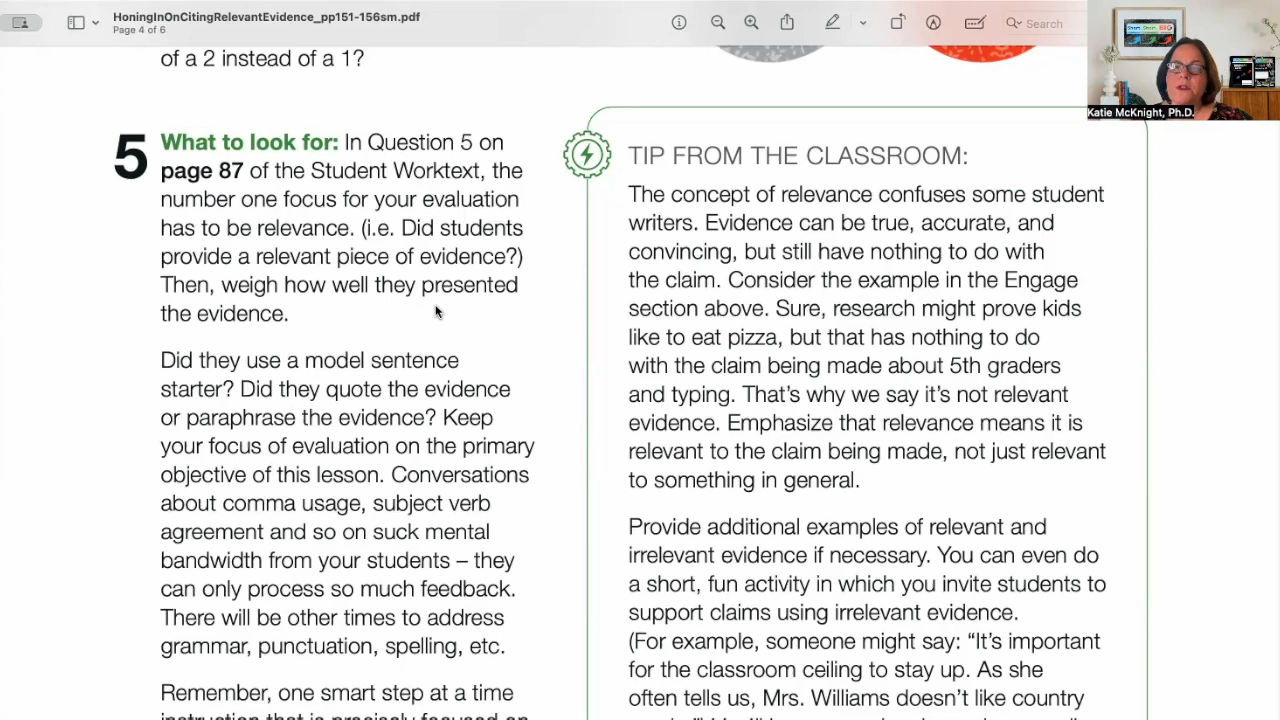 HoningInOnCitingRelevantEvidence_pp151-156sm.pdf
Page 4 of 6
Search
Katie McKnight, Ph.D.
of a 2 instead of a 1?
5
What to look for: In Question 5 on
page 87 of the Student Worktext, the
number one focus for your evaluation
has to be relevance. (i.e. Did students
provide a relevant piece of evidence?)
Then, weigh how well they presented
the evidence.
Did they use a model sentence
starter? Did they quote the evidence
or paraphrase the evidence? Keep
your focus of evaluation on the primary
objective of this lesson. Conversations
about comma usage, subject verb
agreement and so on suck mental
bandwidth from your students – they
can only process so much feedback.
There will be other times to address
grammar, punctuation, spelling, etc.
Remember, one smart step at a time
TIP FROM THE CLASSROOM:
The concept of relevance confuses some student
writers. Evidence can be true, accurate, and
convincing, but still have nothing to do with
the claim. Consider the example in the Engage
section above. Sure, research might prove kids
like to eat pizza, but that has nothing to do
with the claim being made about 5th graders
and typing. That's why we say it's not relevant
evidence. Emphasize that relevance means it is
relevant to the claim being made, not just relevant
to something in general.
Provide additional examples of relevant and
irrelevant evidence if necessary. You can even do
a short, fun activity in which you invite students to
support claims using irrelevant evidence.
(For example, someone might say: "It's important
for the classroom ceiling to stay up. As she
often tells us, Mrs. Williams doesn't like country